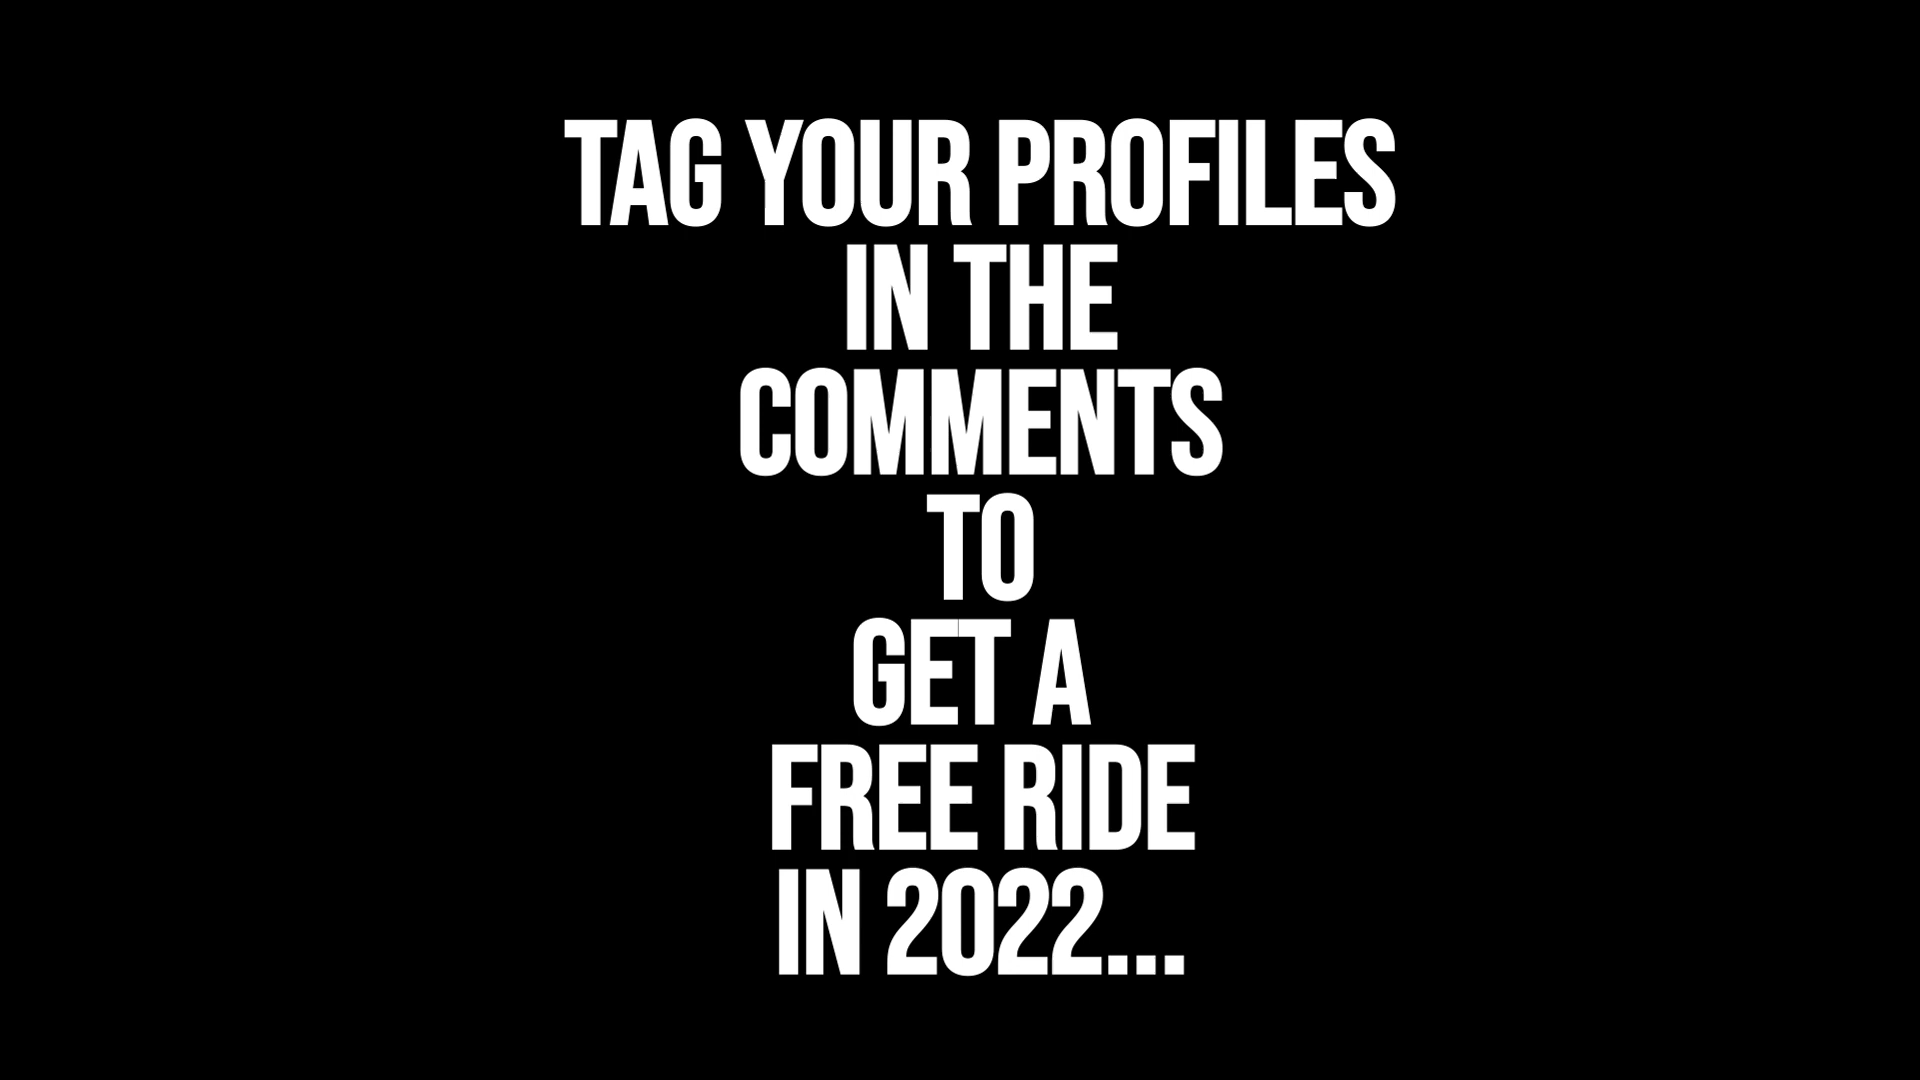 TAG YOUR PROFILES
IN THE
COMMENTS
TO
GET A
FREE RIDE
IN 2022...